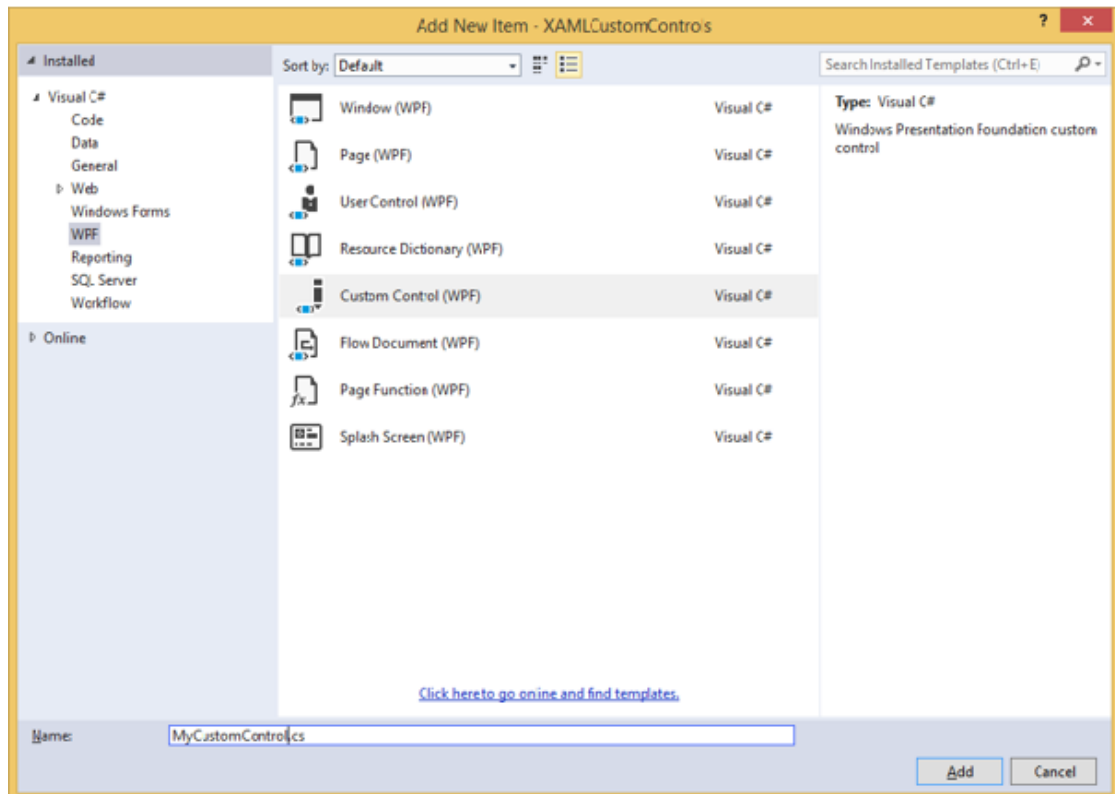 Add New Item - XAMLCustomControls
?
×
Installed
Sort by: Default
Search Installed Templates (Ctrl+E)
Visual C#
Code
Data
General
Web
Windows Forms
WPF
Reporting
SQL Server
Workflow
Online
Window (WPF) Visual C#
Page (WPF) Visual C#
User Control (WPF) Visual C#
Resource Dictionary (WPF) Visual C#
Custom Control (WPF) Visual C#
Flow Document (WPF) Visual C#
Page Function (WPF) Visual C#
Splash Screen (WPF) Visual C#
Type: Visual C#
Windows Presentation Foundation custom
control
Click here to go online and find templates.
Name: MyCustomControl.cs
Add Cancel